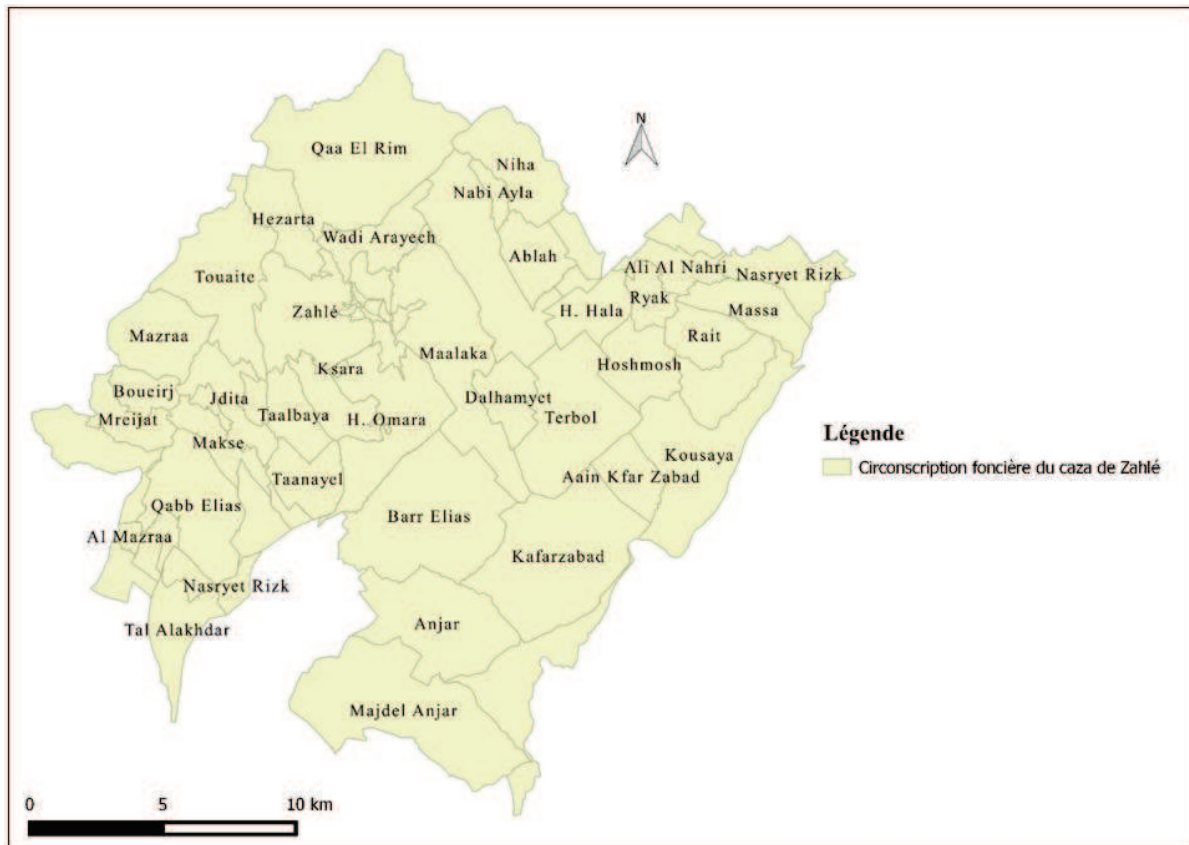 N
Qaa El Rim
Niha
Nabi Ayla
Hezarta
Wadi Arayech
Ablah
Touaite
Ali Al Nahri
Nasryet Rizk
Ryak
Zahlé
H. Hala
Massa
Mazraa
Rait
Maalaka
Hoshmosh
Ksara
Boueirj
Jdita
Dalhamyet
Taalbaya
H. Omara
Terbol
Mreijat
Makse
Légende
Kousaya
Circonscription foncière du caza de Zahlé
Taanayel
Aain Kfar Zabad
Qabb Elias
Barr Elias
Al Mazraa
Kafarzabad
Nasryet Rizk
Anjar
Tal Alakhdar
Majdel Anjar
0 5 10 km